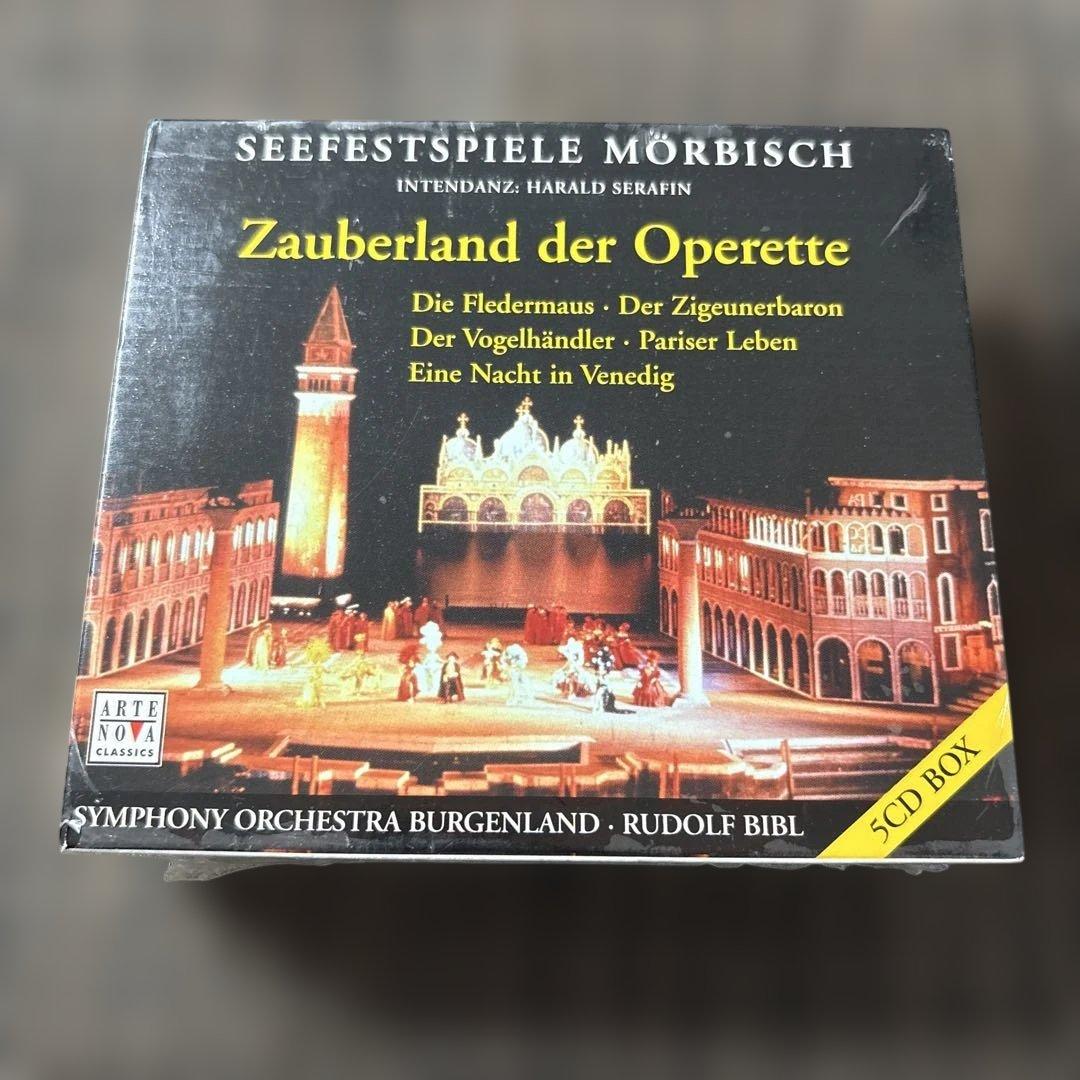 SEEFESTSPIELE MÖRBISCH
INTENDANZ: HARALD SERAFIN
Zauberland der Operette
Die Fledermaus · Der Zigeunerbaron
Der Vogelhändler · Pariser Leben
Eine Nacht in Venedig
ARTE
NOVA
CLASSICS
5CD BOX
SYMPHONY ORCHESTRA BURGENLAND · RUDOLF BIBL